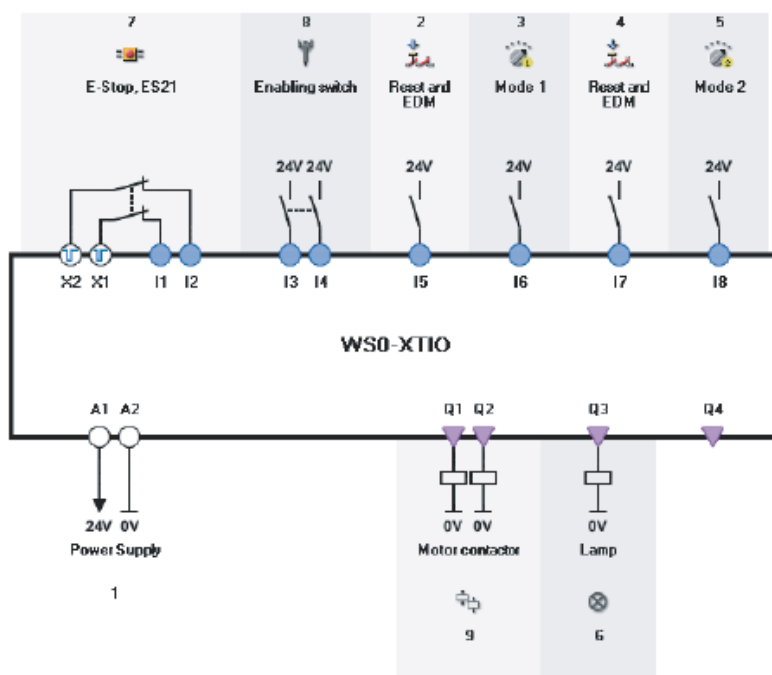 7 8 2 3 4 5
1 2
E-Stop, ES21 Enabling switch Reset and Mode 1 Reset and Mode 2
EDM EDM
24V 24V 24V 24V 24V 24V
X2 X1 I1 I2 I3 I4 I5 I6 I7 I8
WS0-XTIO
A1 A2 Q1 Q2 Q3 Q4
24V 0V 0V 0V 0V
Power Supply Motor contactor Lamp
1
9 6